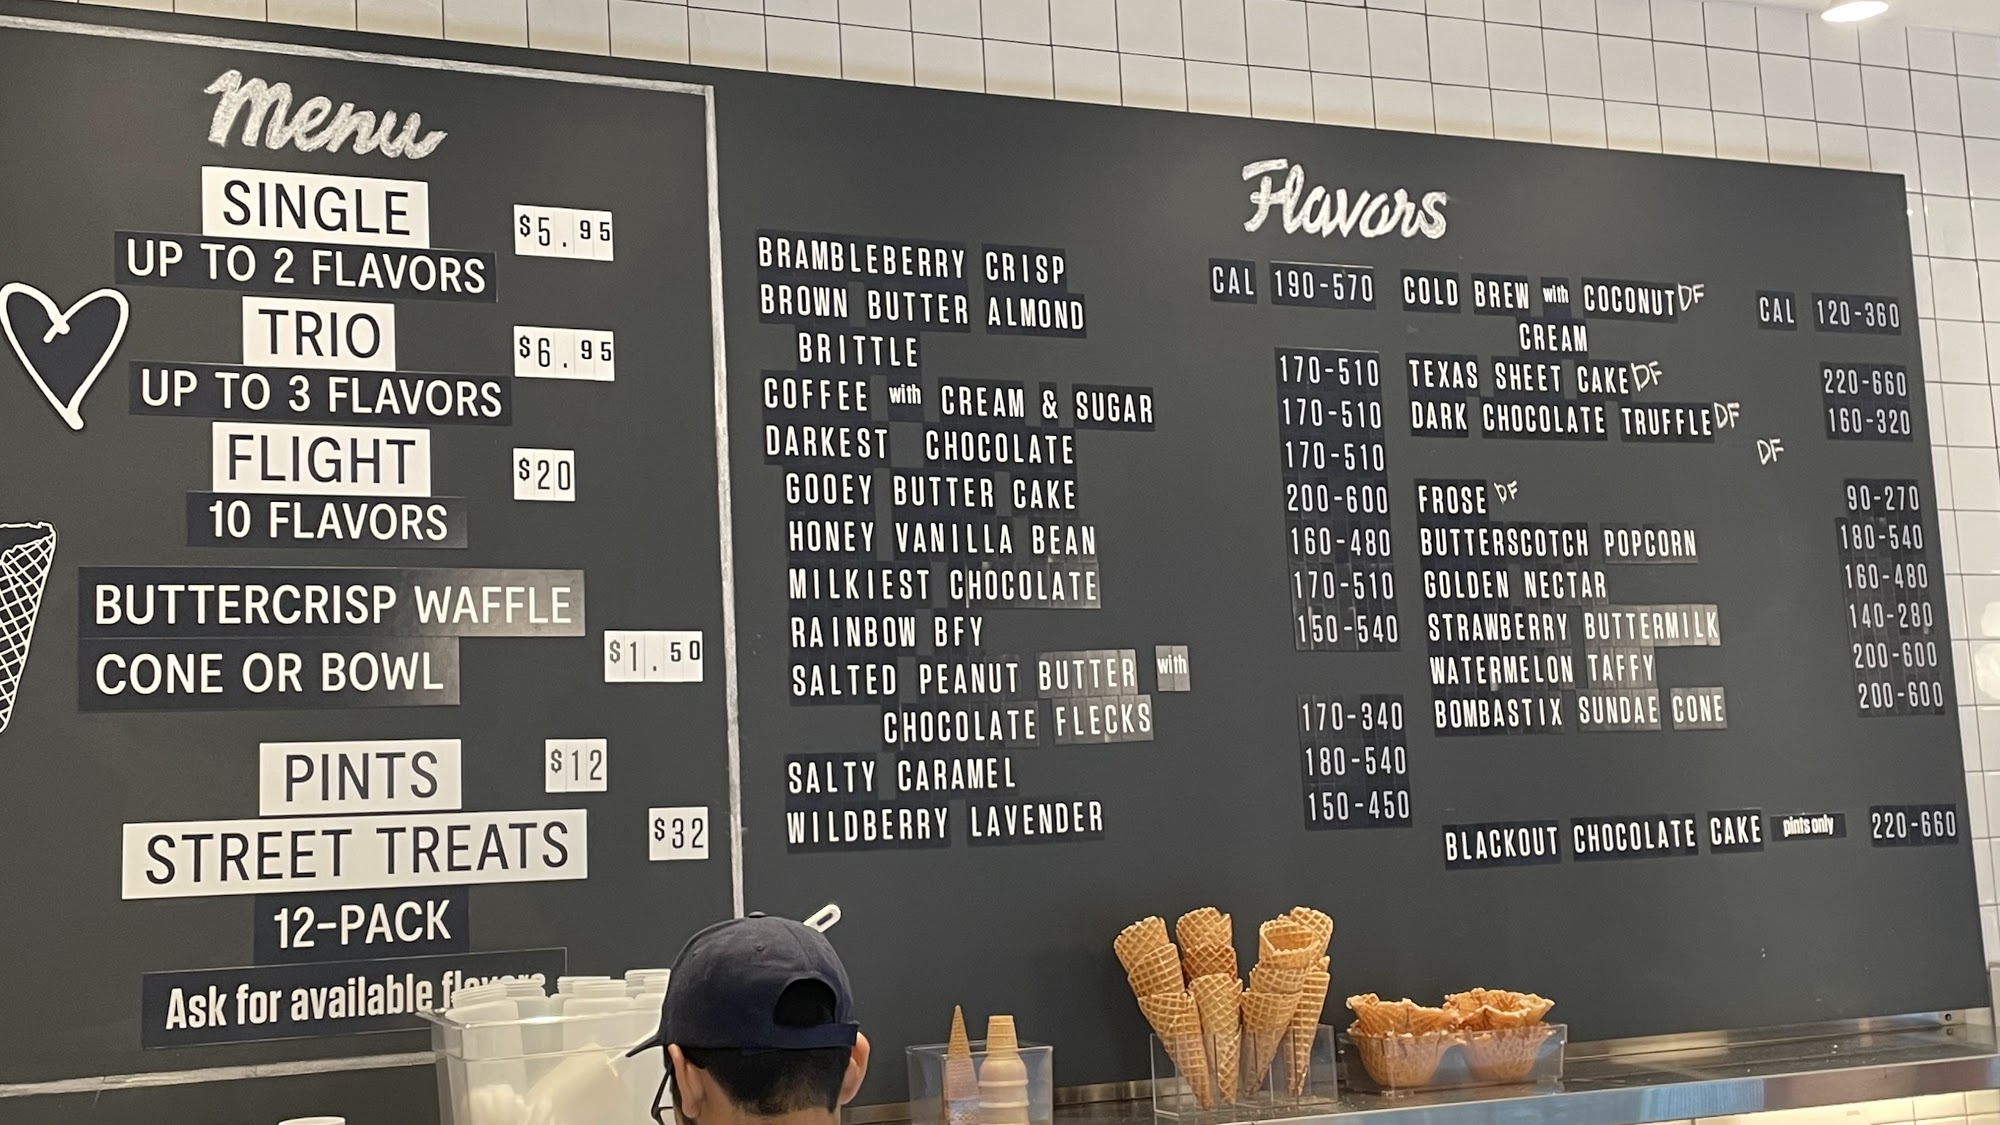 Menu
SINGLE
$5.95
UP TO 2 FLAVORS
TRIO
$6.95
UP TO 3 FLAVORS
FLIGHT
$20
10 FLAVORS
BUTTERCRISP WAFFLE
CONE OR BOWL
$1.50
PINTS
$12
STREET TREATS
$32
12-PACK
Ask for available flavors
Flavors
BRAMBLEBERRY CRISP CAL 190-570
BROWN BUTTER ALMOND
BRITTLE 170-510
COFFEE with CREAM & SUGAR 170-510
DARKEST CHOCOLATE 170-510
GOOEY BUTTER CAKE 200-600
HONEY VANILLA BEAN 160-480
MILKIEST CHOCOLATE 170-510
RAINBOW BFY 150-540
SALTED PEANUT BUTTER with
CHOCOLATE FLECKS 170-340
SALTY CARAMEL 180-540
WILDBERRY LAVENDER 150-450
COLD BREW with COCONUT DF CAL 120-360
CREAM
TEXAS SHEET CAKE DF 220-660
DARK CHOCOLATE TRUFFLE DF 160-320
DF
FROSE DF 90-270
BUTTERSCOTCH POPCORN 180-540
GOLDEN NECTAR 160-480
STRAWBERRY BUTTERMILK 140-280
WATERMELON TAFFY 200-600
BOMBASTIX SUNDAE CONE 200-600
BLACKOUT CHOCOLATE CAKE pints only 220-660